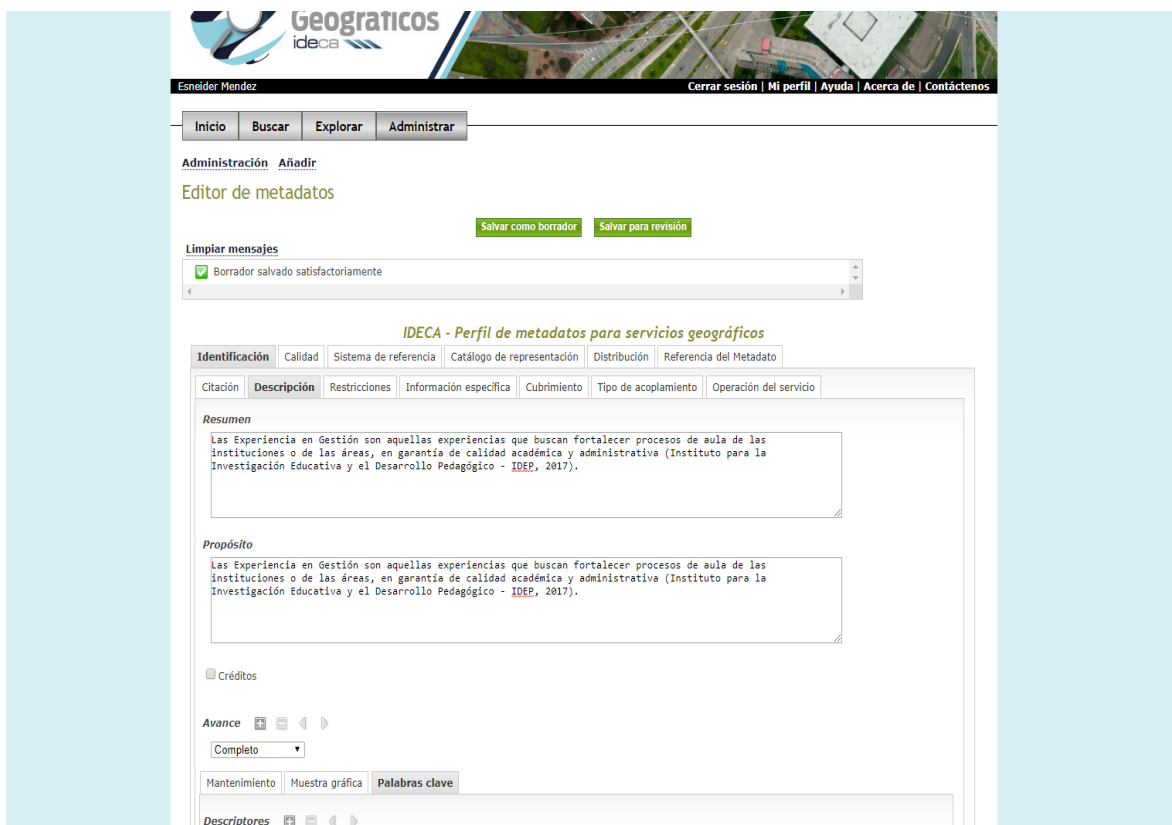 Geográficos
ideca
Esneider Mendez
Cerrar sesión | Mi perfil | Ayuda | Acerca de | Contáctenos
Inicio Buscar Explorar Administrar
Administración Añadir
Editor de metadatos
Salvar como borrador Salvar para revisión
Limpiar mensajes
Borrador salvado satisfactoriamente
IDECA - Perfil de metadatos para servicios geográficos
Identificación Calidad Sistema de referencia Catálogo de representación Distribución Referencia del Metadato
Citación Descripción Restricciones Información específica Cubrimiento Tipo de acoplamiento Operación del servicio
Resumen
Las Experiencia en Gestión son aquellas experiencias que buscan fortalecer procesos de aula de las
instituciones o de las áreas, en garantía de calidad académica y administrativa (Instituto para la
Investigación Educativa y el Desarrollo Pedagógico - IDEP, 2017).
Propósito
Las Experiencia en Gestión son aquellas experiencias que buscan fortalecer procesos de aula de las
instituciones o de las áreas, en garantía de calidad académica y administrativa (Instituto para la
Investigación Educativa y el Desarrollo Pedagógico - IDEP, 2017).
Créditos
Avance
Completo
Mantenimiento Muestra gráfica Palabras clave
Descriptores